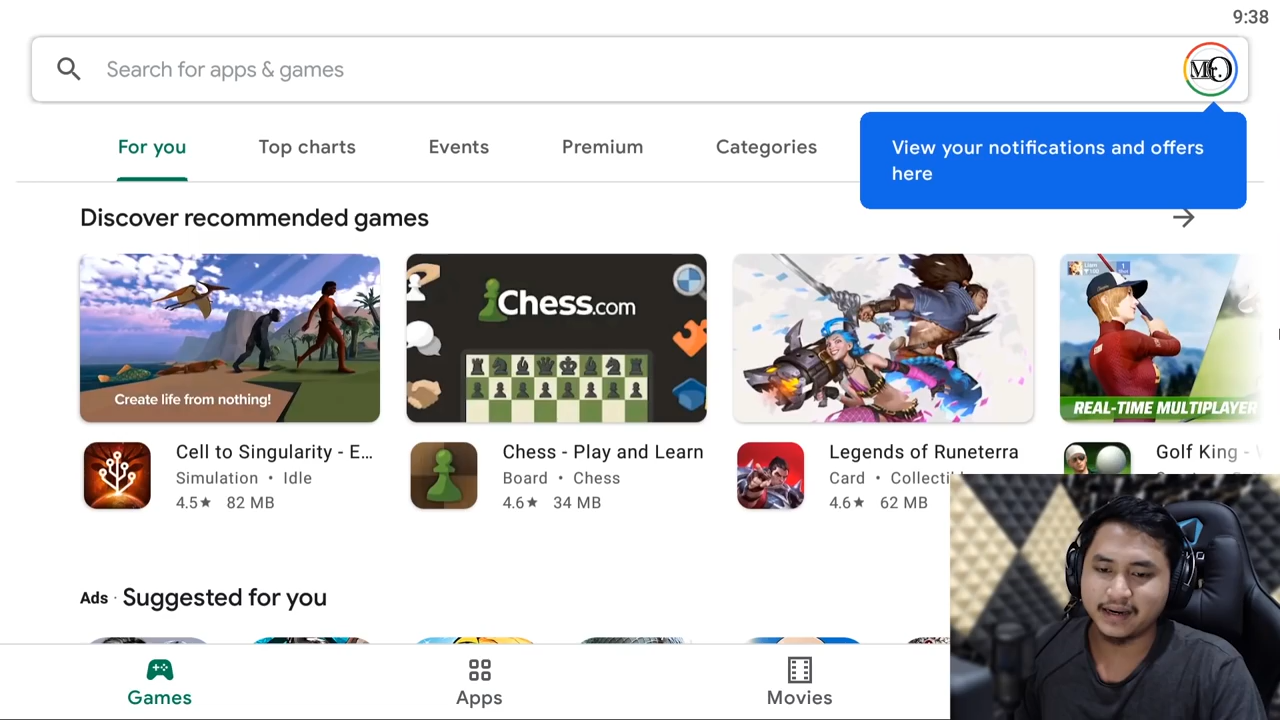 9:38
Search for apps & games
Mr.O
For you
Top charts
Events
Premium
Categories
View your notifications and offers
here
Discover recommended games
Create life from nothing!
Chess.com
REAL-TIME MULTIPLAYER
Cell to Singularity - E...
Simulation • Idle
4.5★ 82 MB
Chess - Play and Learn
Board • Chess
4.6★ 34 MB
Legends of Runeterra
Card • Collecti
4.6★ 62 MB
Golf King -
Ads · Suggested for you
Games
Apps
Movies